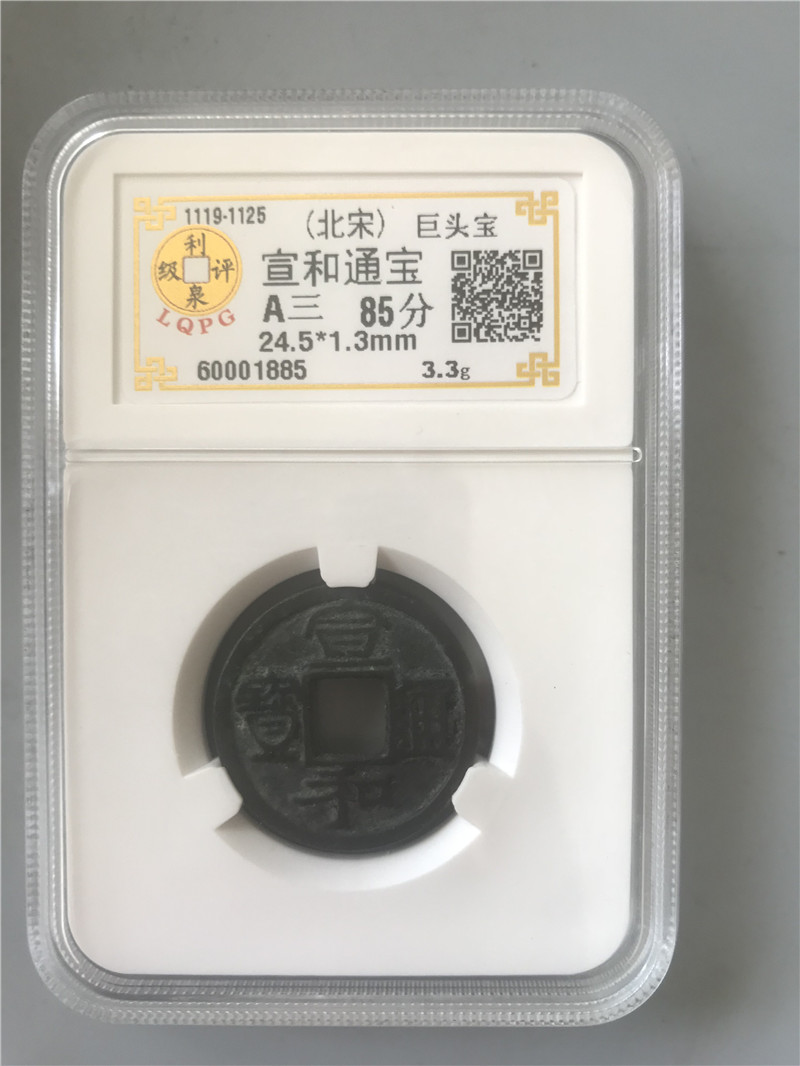 1119-1125 (北宋) 巨头宝
利泉评级
LQPG
宣和通宝
A三 85分
24.5*1.3mm
60001885 3.3g
宣和通寳